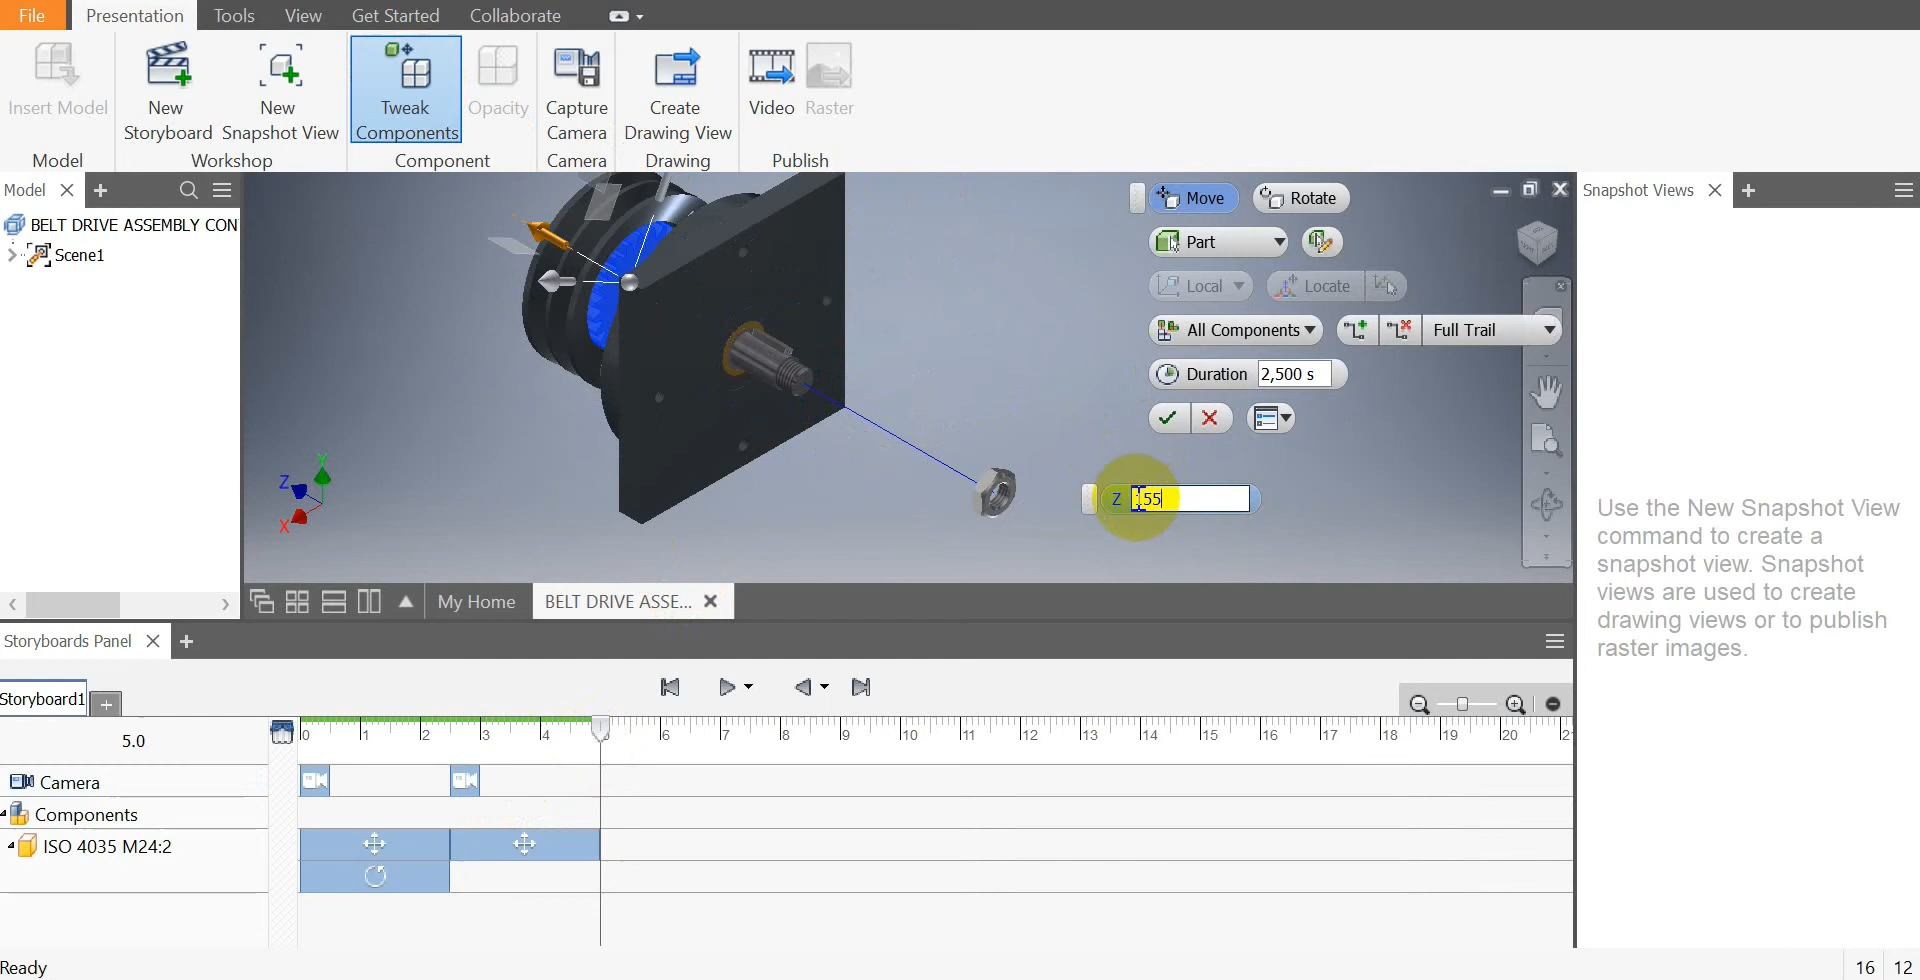 File Presentation Tools View Get Started Collaborate
Insert Model
New Storyboard
New Snapshot View
Tweak Components
Opacity
Capture Camera
Create Drawing View
Video
Raster
Model Workshop Component Camera Drawing Publish
Model
BELT DRIVE ASSEMBLY CON
Scene1
Move Rotate
Part
Local Locate
All Components Full Trail
Duration 2,500 s
Z 155
Z
Y
X
Snapshot Views
Use the New Snapshot View
command to create a
snapshot view. Snapshot
views are used to create
drawing views or to publish
raster images.
My Home BELT DRIVE ASSE...
Storyboards Panel
Storyboard1
5.0
0 1 2 3 4 6 7 8 9 10 11 12 13 14 15 16 17 18 19 20
Camera
Components
ISO 4035 M24:2
Ready 16 12